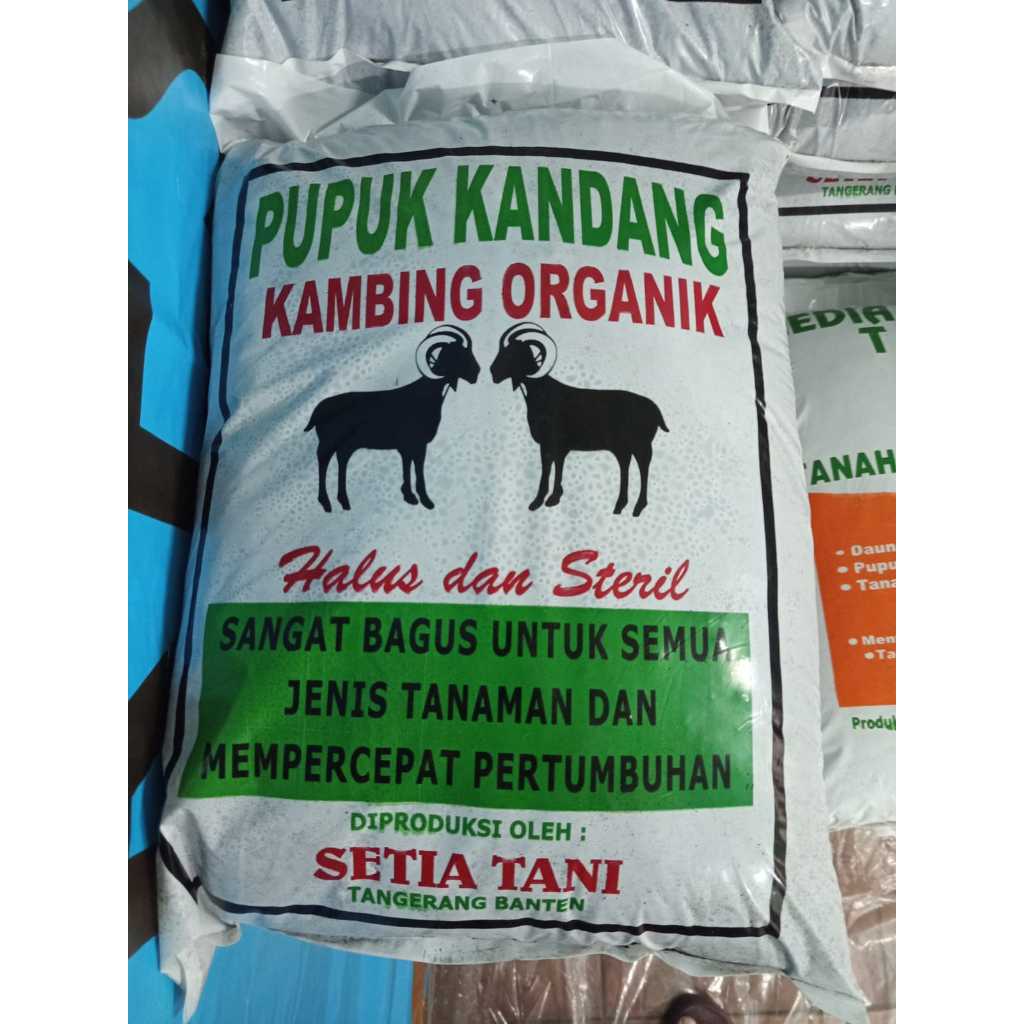 PUPUK KANDANG
KAMBING ORGANIK
Halus dan Steril
SANGAT BAGUS UNTUK SEMUA
JENIS TANAMAN DAN
MEMPERCEPAT PERTUMBUHAN
DIPRODUKSI OLEH :
SETIA TANI
TANGERANG BANTEN
TANGERANG